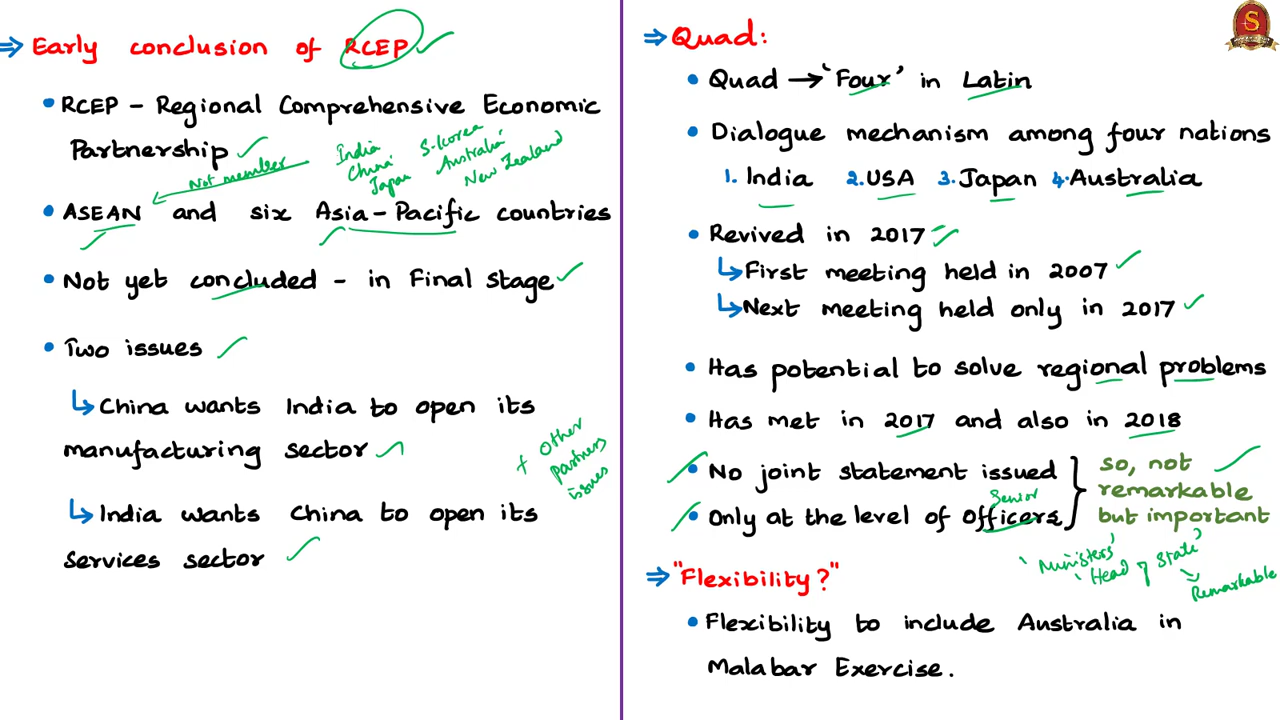 ⇒ Early conclusion of RCEP ✓
• RCEP - Regional Comprehensive Economic
Partnership ✓
Not member
India
China
Japan
S.Korea
Australia
New Zealand
• ASEAN and six Asia-Pacific countries
• Not yet concluded - in Final stage ✓
• Two issues ✓
↳ China wants India to open its
manufacturing sector
+ Other
partners
issues
↳ India wants China to open its
Services sector ✓
⇒ Quad:
• Quad → 'Four' in Latin
• Dialogue mechanism among four nations
1. India 2. USA 3. Japan 4. Australia
• Revived in 2017
↳ First meeting held in 2007 ✓
↳ Next meeting held only in 2017 ✓
• Has potential to solve regional problems
• Has met in 2017 and also in 2018
• No joint statement issued
Senior
• Only at the level of Officers
so, not
remarkable
but important
'Ministers'
'Head of State'
Remarkable
⇒ "Flexibility?"
• Flexibility to include Australia in
Malabar Exercise.
S